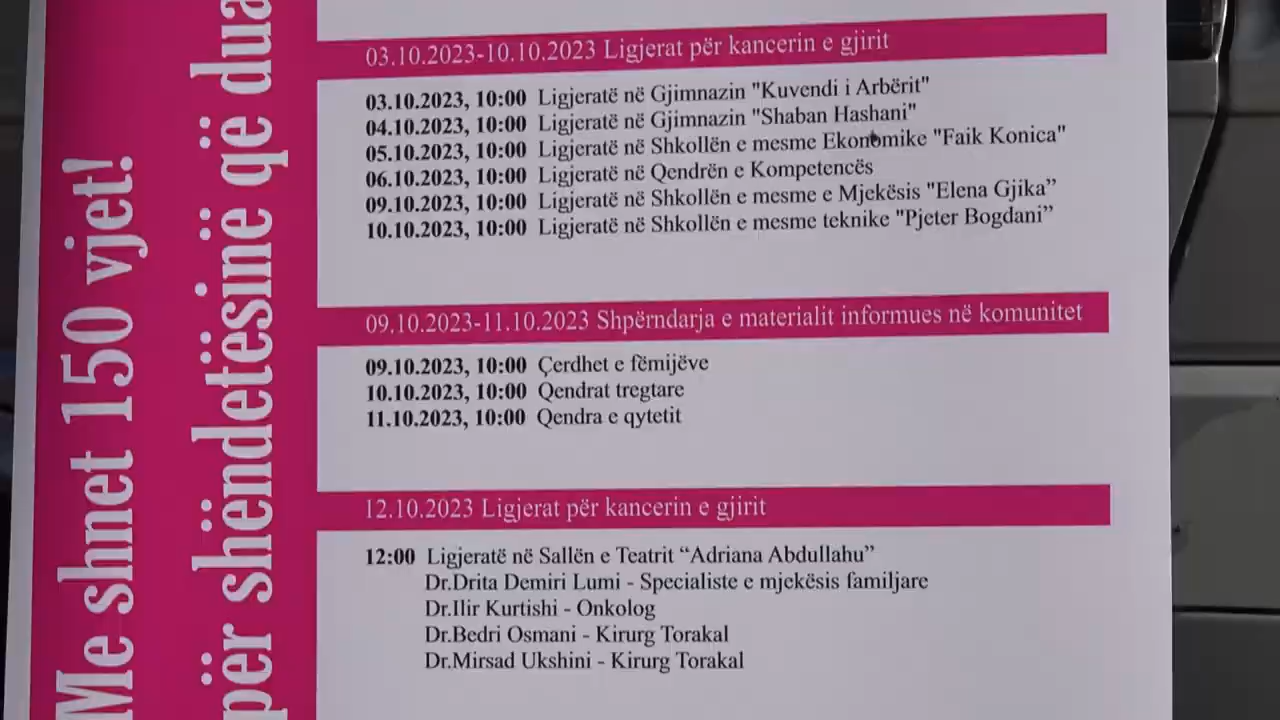 Me shnet 150 vjet!
për shëndetësinë që dua
03.10.2023-10.10.2023 Ligjerat për kancerin e gjirit
03.10.2023, 10:00 Ligjeratë në Gjimnazin "Kuvendi i Arbërit"
04.10.2023, 10:00 Ligjeratë në Gjimnazin "Shaban Hashani"
05.10.2023, 10:00 Ligjeratë në Shkollën e mesme Ekonomike "Faik Konica"
06.10.2023, 10:00 Ligjeratë në Qendrën e Kompetencës
09.10.2023, 10:00 Ligjeratë në Shkollën e mesme e Mjekësis "Elena Gjika”
10.10.2023, 10:00 Ligjeratë në Shkollën e mesme teknike "Pjeter Bogdani”
09.10.2023-11.10.2023 Shpërndarja e materialit informues në komunitet
09.10.2023, 10:00 Çerdhet e fëmijëve
10.10.2023, 10:00 Qendrat tregtare
11.10.2023, 10:00 Qendra e qytetit
12.10.2023 Ligjerat për kancerin e gjirit
12:00 Ligjeratë në Sallën e Teatrit “Adriana Abdullahu”
Dr.Drita Demiri Lumi - Specialiste e mjekësis familjare
Dr.Ilir Kurtishi - Onkolog
Dr.Bedri Osmani - Kirurg Torakal
Dr.Mirsad Ukshini - Kirurg Torakal